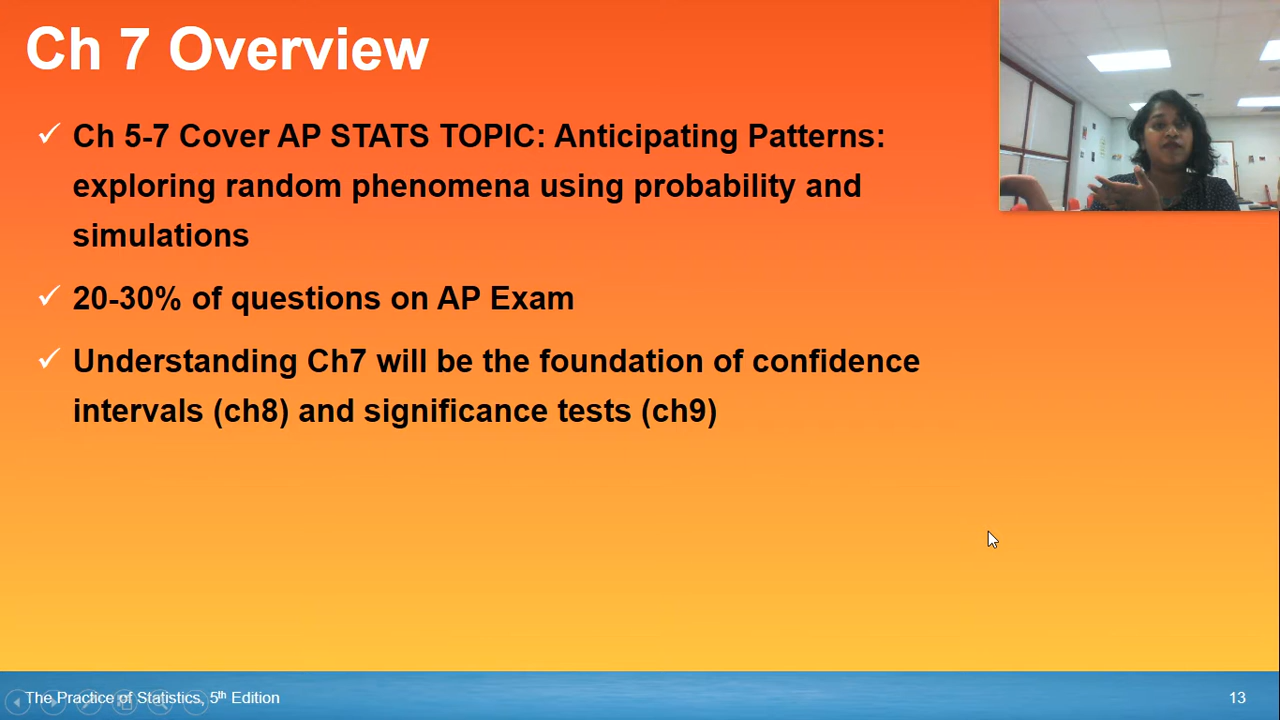 Ch 7 Overview
Ch 5-7 Cover AP STATS TOPIC: Anticipating Patterns:
exploring random phenomena using probability and
simulations
20-30% of questions on AP Exam
Understanding Ch7 will be the foundation of confidence
intervals (ch8) and significance tests (ch9)
The Practice of Statistics, 5th Edition
13